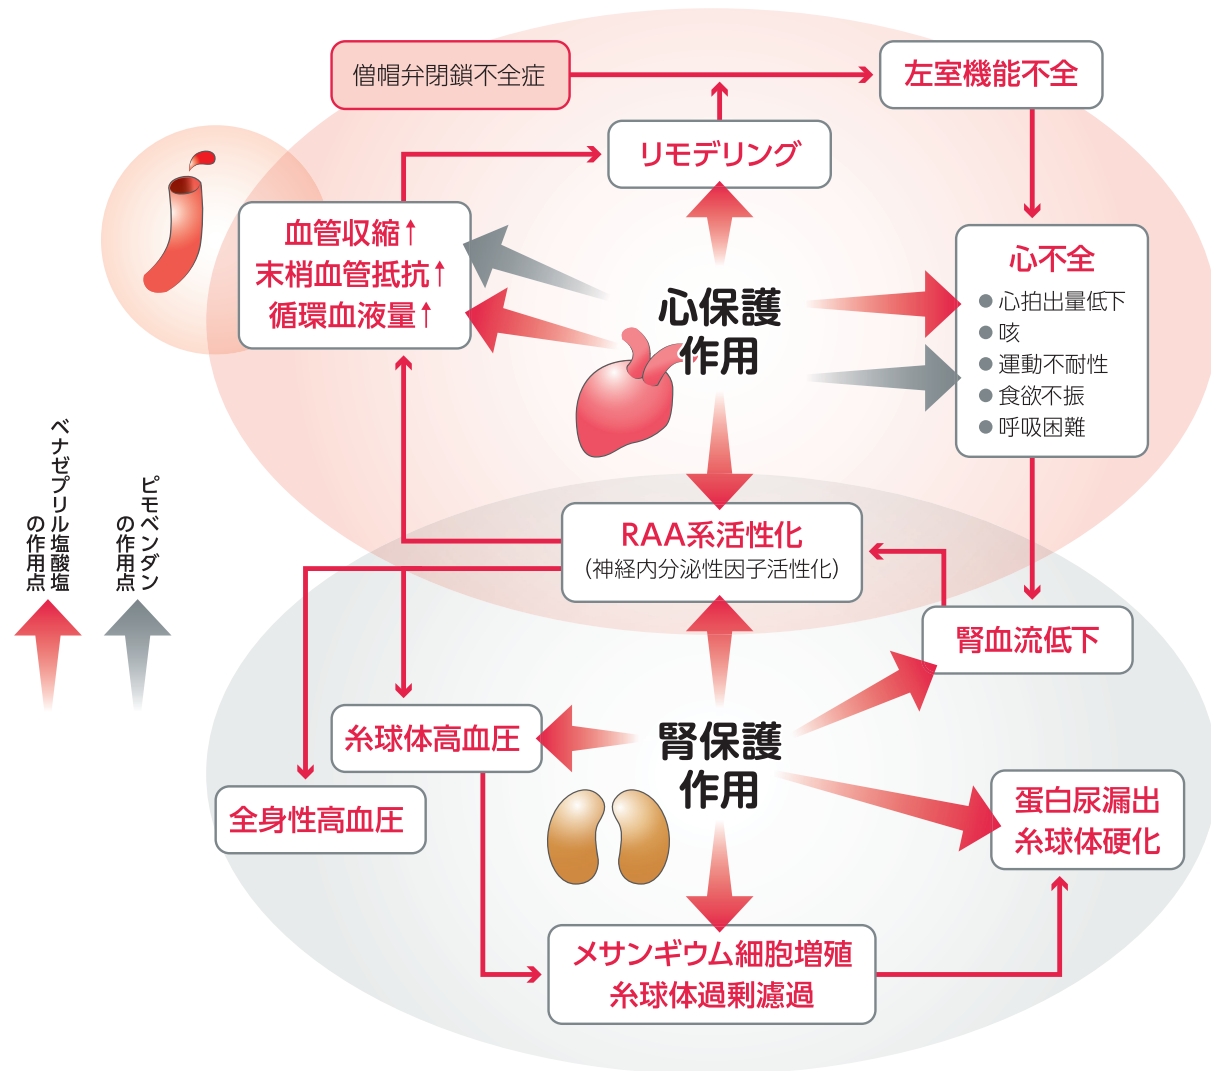 僧帽弁閉鎖不全症
左室機能不全
リモデリング
血管収縮↑
末梢血管抵抗↑
循環血液量↑
心保護
作用
心不全
● 心拍出量低下
● 咳
● 運動不耐性
● 食欲不振
● 呼吸困難
ベナゼプリル塩酸塩
の作用点
ピモベンダン
の作用点
RAA系活性化
(神経内分泌性因子活性化)
腎血流低下
糸球体高血圧
腎保護
作用
全身性高血圧
蛋白尿漏出
糸球体硬化
メサンギウム細胞増殖
糸球体過剰濾過